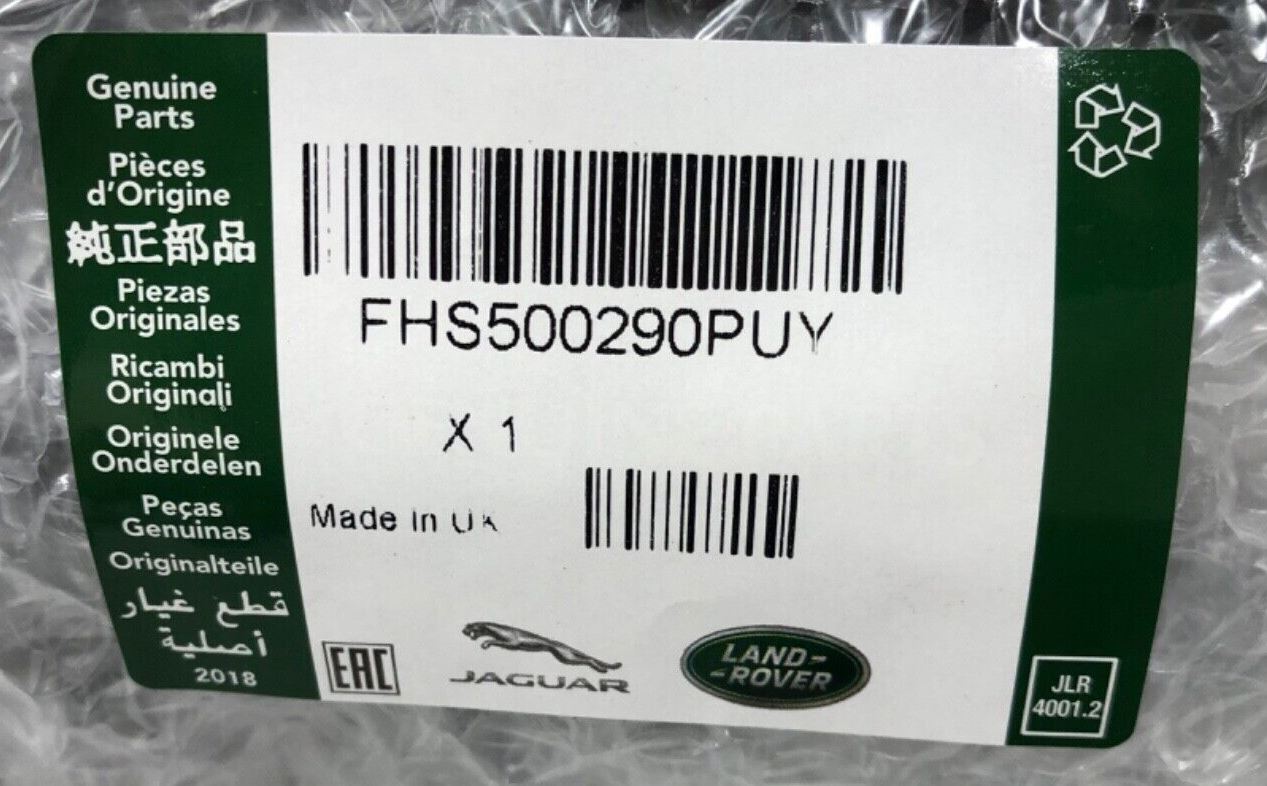 Genuine
Parts
Pièces
d'Origine
純正部品
Piezas
Originales
Ricambi
Originali
Originele
Onderdelen
Peças
Genuinas
Originalteile
قطع غيار
أصلية
2018
FHS500290PUY
X 1
Made in UK
EAC
JAGUAR
LAND-
-ROVER
JLR
4001.2